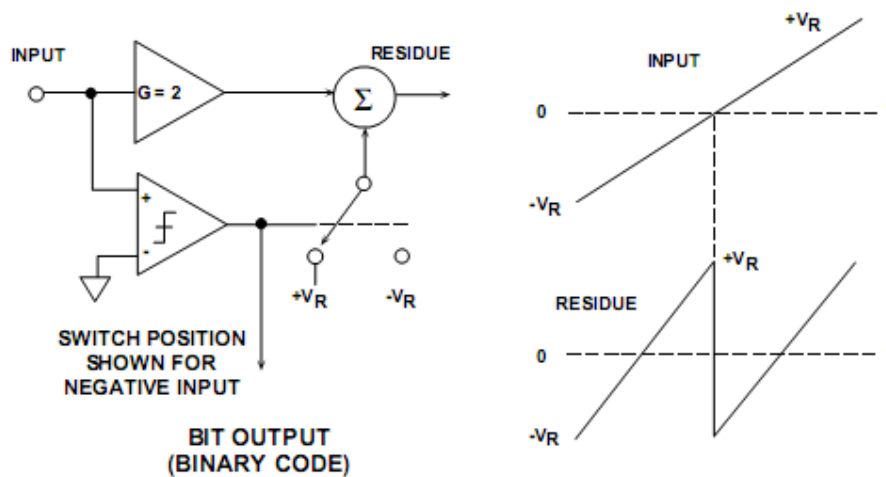 INPUT
G = 2
RESIDUE
Σ
+
-
+VR
-VR
SWITCH POSITION
SHOWN FOR
NEGATIVE INPUT
BIT OUTPUT
(BINARY CODE)
+VR
INPUT
0
-VR
+VR
RESIDUE
0
-VR